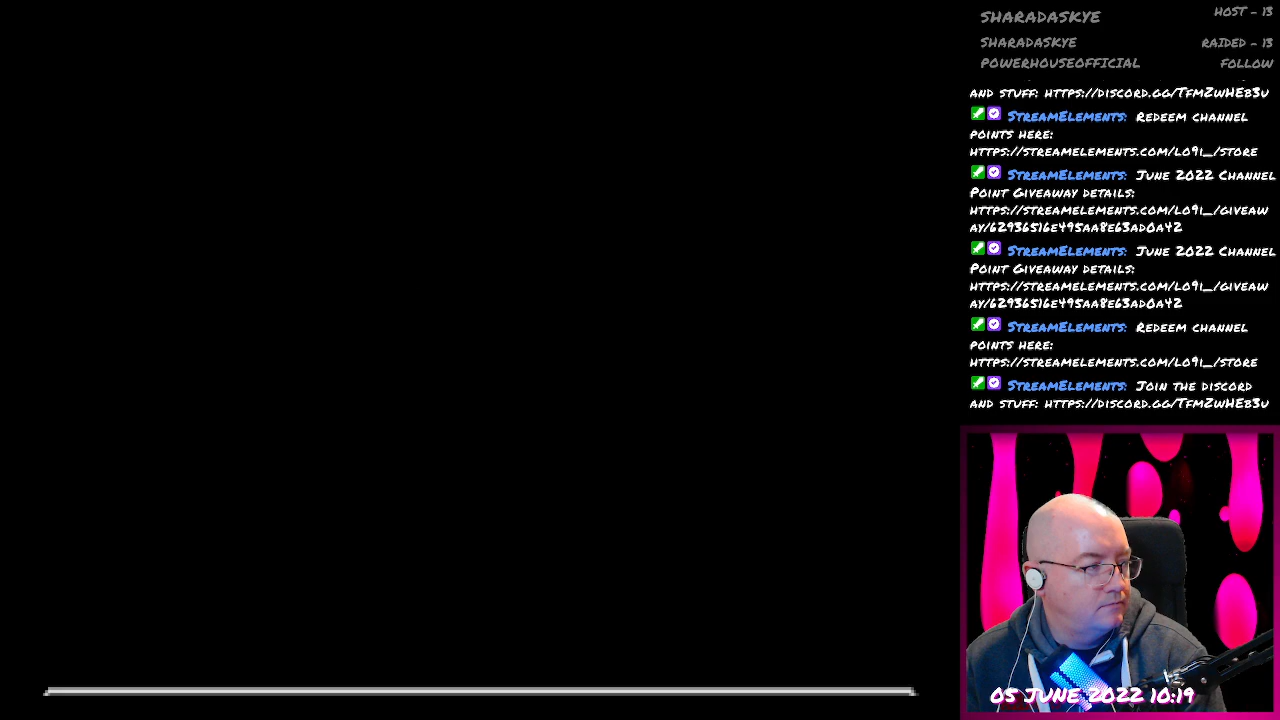 SHARADASKYE HOST - 13
SHARADASKYE RAIDED - 13
POWERHOUSEOFFICIAL FOLLOW
AND STUFF: HTTPS://DISCORD.GG/TFMZWHEB3U
STREAMELEMENTS: REDEEM CHANNEL
POINTS HERE:
HTTPS://STREAMELEMENTS.COM/LO9I_/STORE
STREAMELEMENTS: JUNE 2022 CHANNEL
POINT GIVEAWAY DETAILS:
HTTPS://STREAMELEMENTS.COM/LO9I_/GIVEAW
AY/62936516E495AA8E63AD0A42
STREAMELEMENTS: JUNE 2022 CHANNEL
POINT GIVEAWAY DETAILS:
HTTPS://STREAMELEMENTS.COM/LO9I_/GIVEAW
AY/62936516E495AA8E63AD0A42
STREAMELEMENTS: REDEEM CHANNEL
POINTS HERE:
HTTPS://STREAMELEMENTS.COM/LO9I_/STORE
STREAMELEMENTS: JOIN THE DISCORD
AND STUFF: HTTPS://DISCORD.GG/TFMZWHEB3U
05 JUNE 2022 10:19